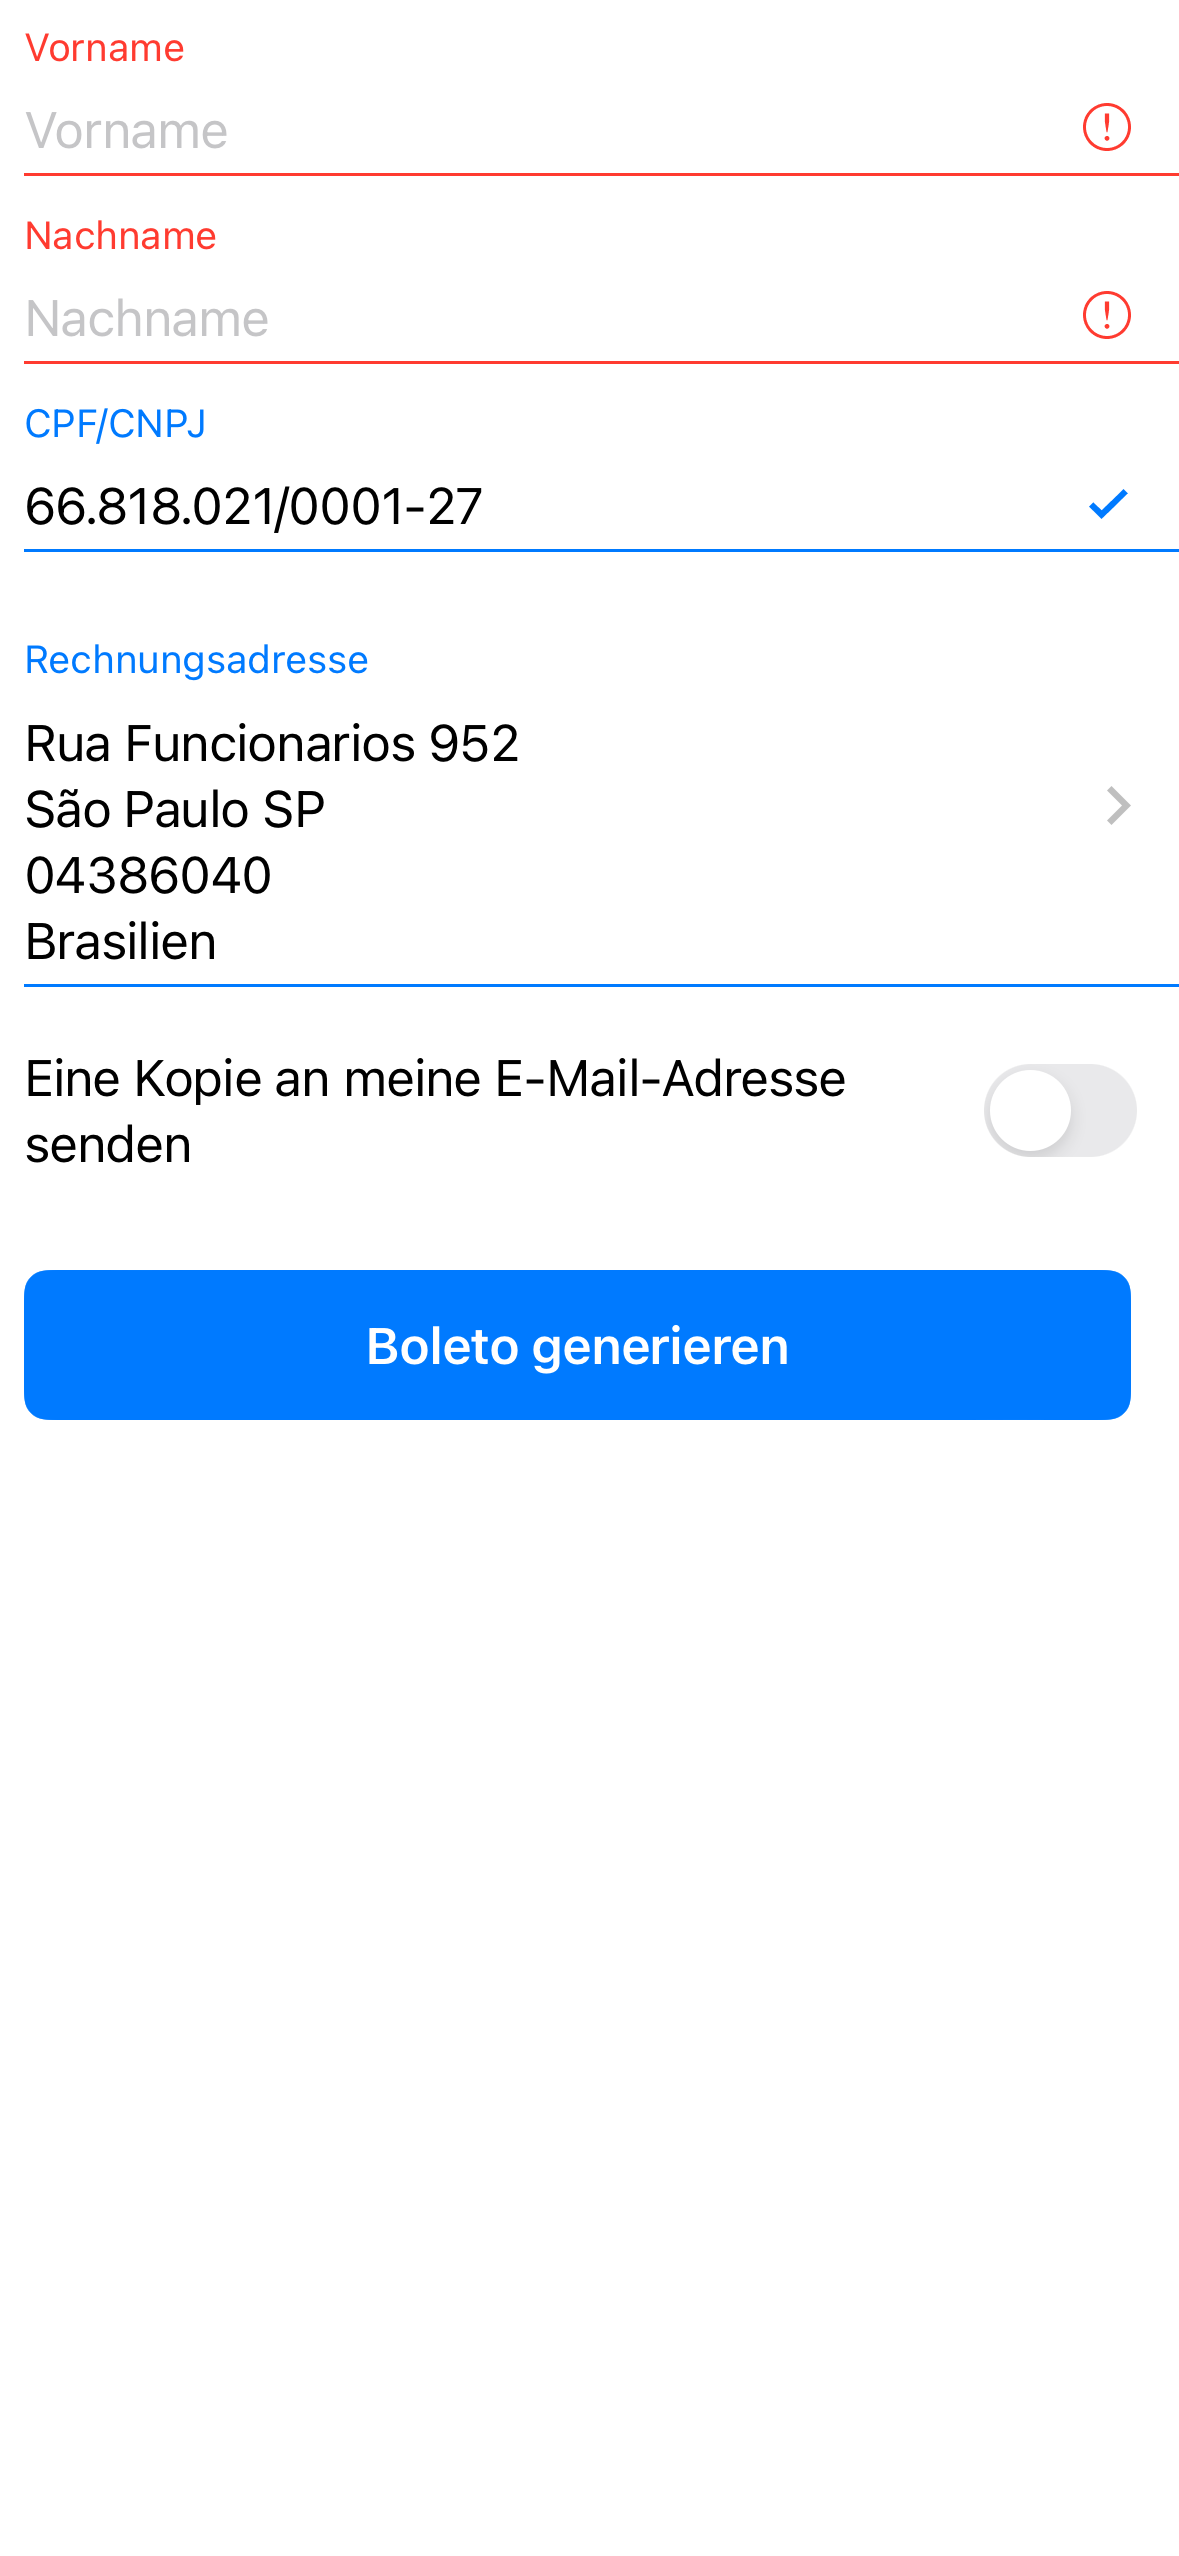 Vorname
Vorname
Nachname
Nachname
CPF/CNPJ
66.818.021/0001-27
Rechnungsadresse
Rua Funcionarios 952
São Paulo SP
04386040
Brasilien
Eine Kopie an meine E-Mail-Adresse
senden
Boleto generieren